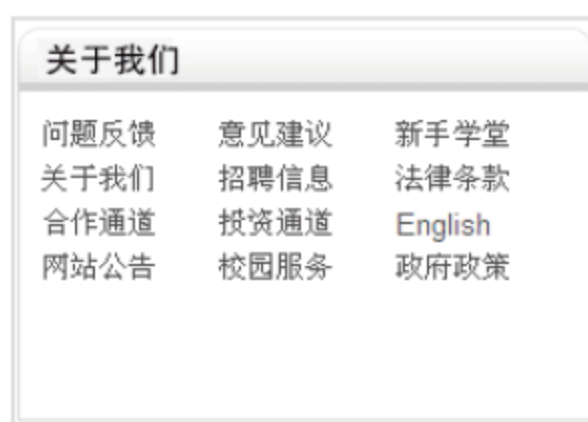 关于我们
问题反馈 意见建议 新手学堂
关于我们 招聘信息 法律条款
合作通道 投资通道 English
网站公告 校园服务 政府政策